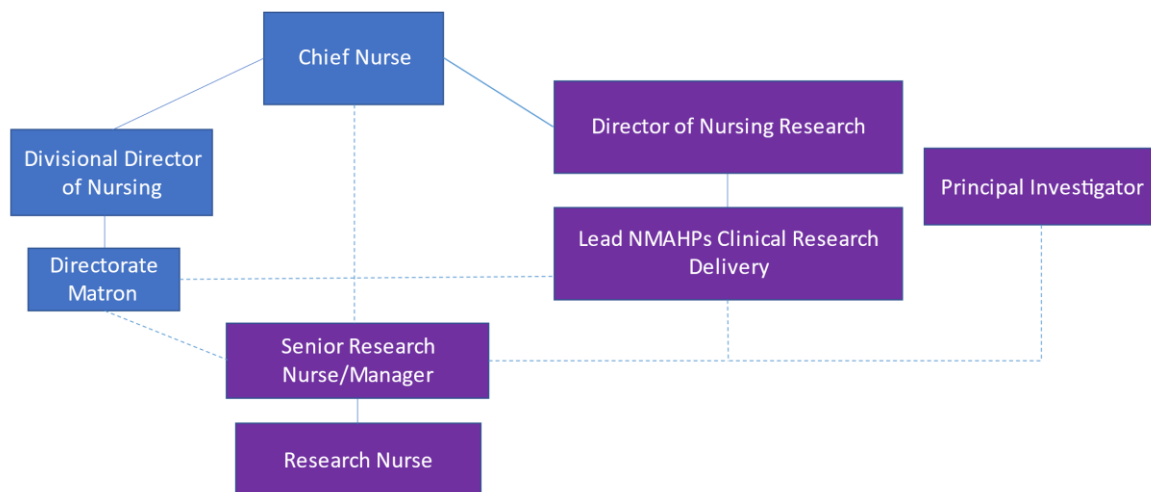 Chief Nurse
Director of Nursing Research
Divisional Director
of Nursing
Principal Investigator
Lead NMAHPs Clinical Research
Delivery
Directorate
Matron
Senior Research
Nurse/Manager
Research Nurse